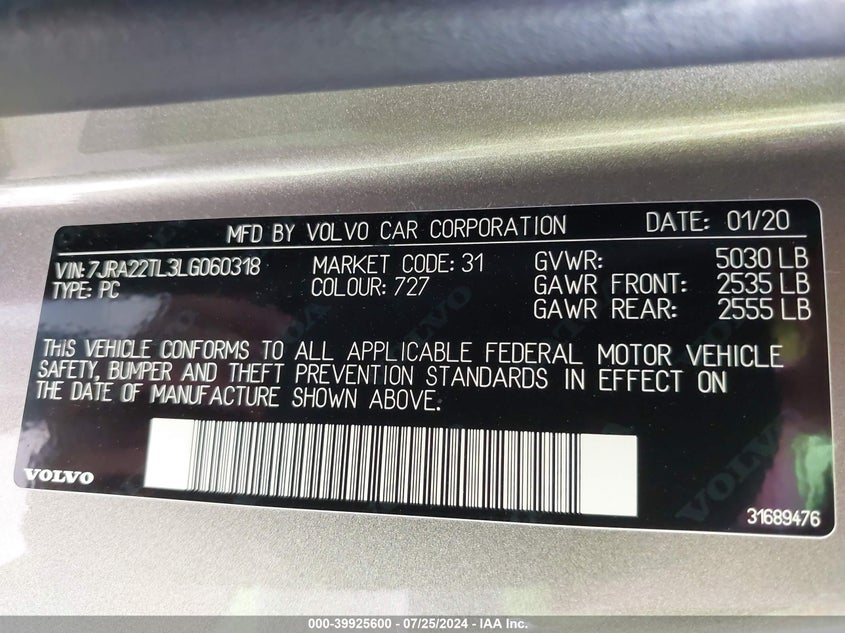 MFD BY VOLVO CAR CORPORATION DATE: 01/20
VIN: 7JRA22TL3LG060318 MARKET CODE: 31 GVWR: 5030 LB
TYPE: PC COLOUR: 727 GAWR FRONT: 2535 LB
GAWR REAR: 2555 LB
THIS VEHICLE CONFORMS TO ALL APPLICABLE FEDERAL MOTOR VEHICLE
SAFETY, BUMPER AND THEFT PREVENTION STANDARDS IN EFFECT ON
THE DATE OF MANUFACTURE SHOWN ABOVE.
VOLVO
31689476
000-39925600 - 07/25/2024 - IAA Inc.